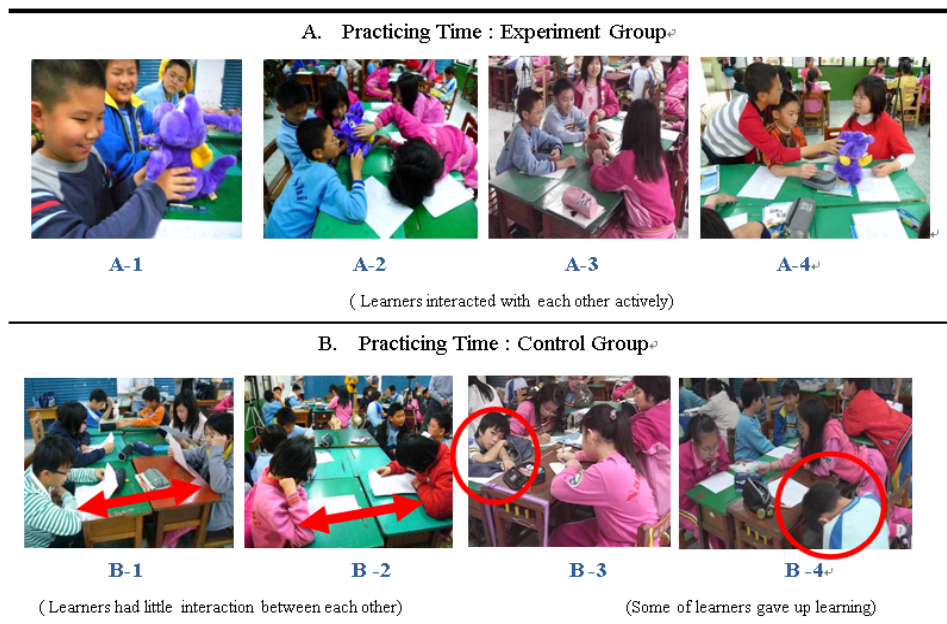 A. Practicing Time : Experiment Group↵
A-1 A-2 A-3 A-4↵
( Learners interacted with each other actively)
B. Practicing Time : Control Group↵
B-1 B -2 B -3 B -4↵
( Learners had little interaction between each other) (Some of learners gave up learning)